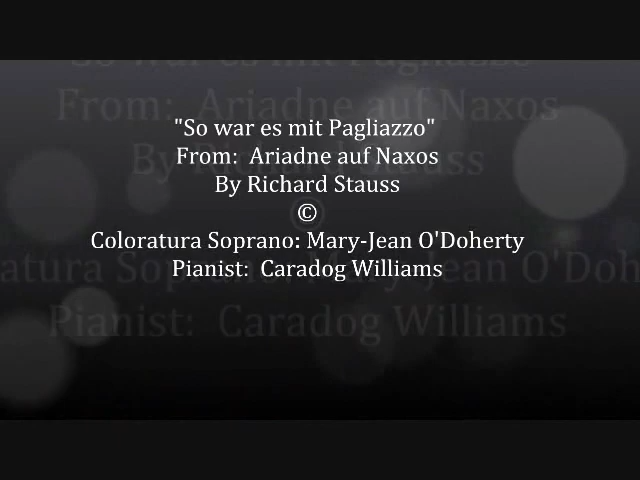 "So war es mit Pagliazzo"
From:  Ariadne auf Naxos
By Richard Stauss
©
Coloratura Soprano: Mary-Jean O'Doherty
Pianist:  Caradog Williams